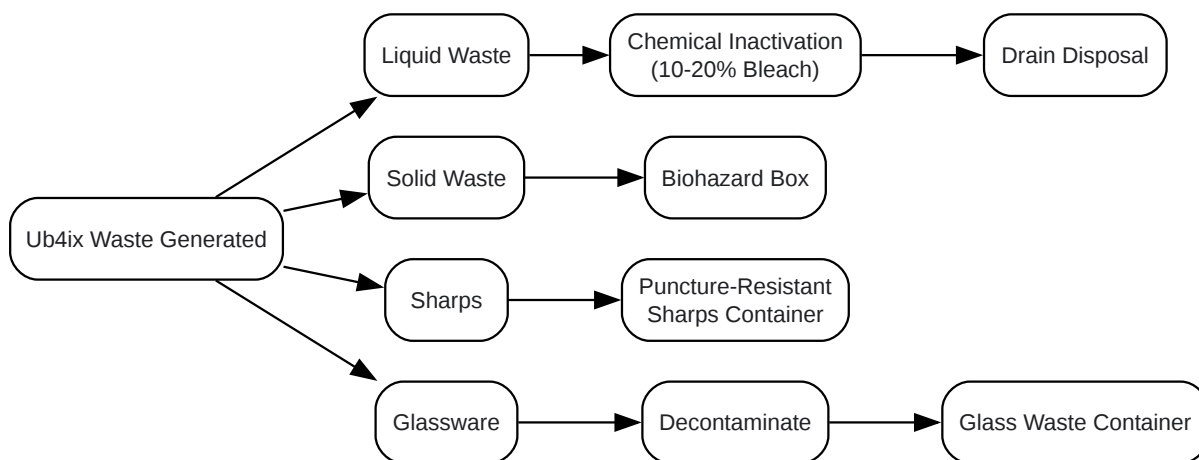 Liquid Waste
Chemical Inactivation
(10-20% Bleach)
Drain Disposal
Solid Waste
Biohazard Box
Ub4ix Waste Generated
Sharps
Puncture-Resistant
Sharps Container
Glassware
Decontaminate
Glass Waste Container